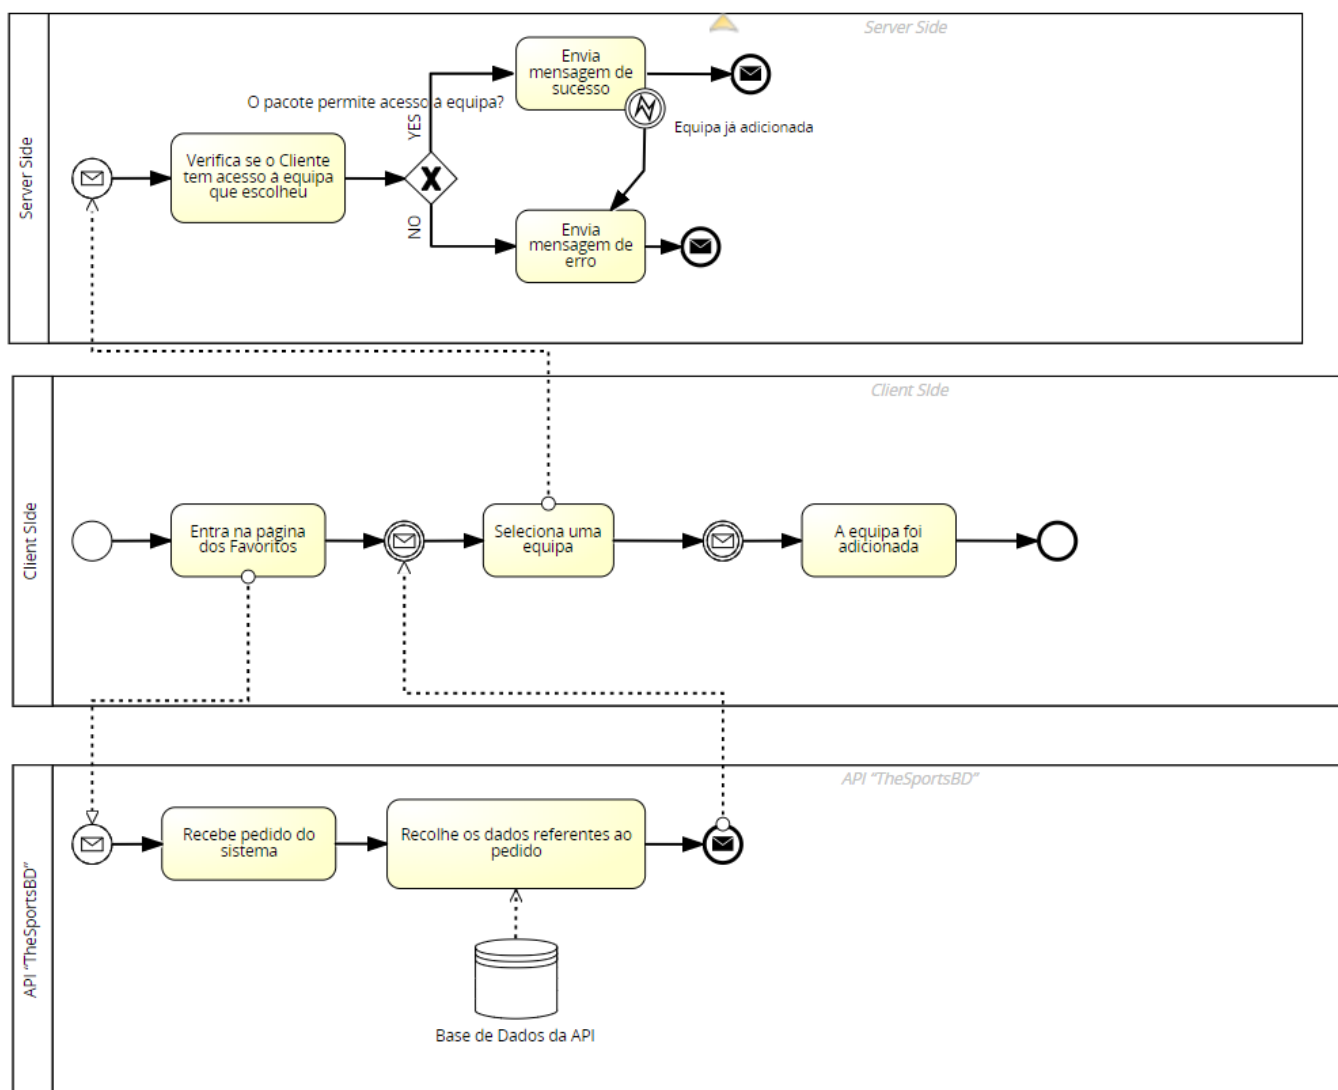 Server Side
Server Side
Envia
mensagem de
sucesso
O pacote permite acesso à equipa?
YES
Equipa já adicionada
Verifica se o Cliente
tem acesso à equipa
que escolheu
NO
Envia
mensagem de
erro
Client SIde
Client SIde
Entra na página
dos Favoritos
Seleciona uma
equipa
A equipa foi
adicionada
API “TheSportsBD”
API “TheSportsBD”
Recebe pedido do
sistema
Recolhe os dados referentes ao
pedido
Base de Dados da API